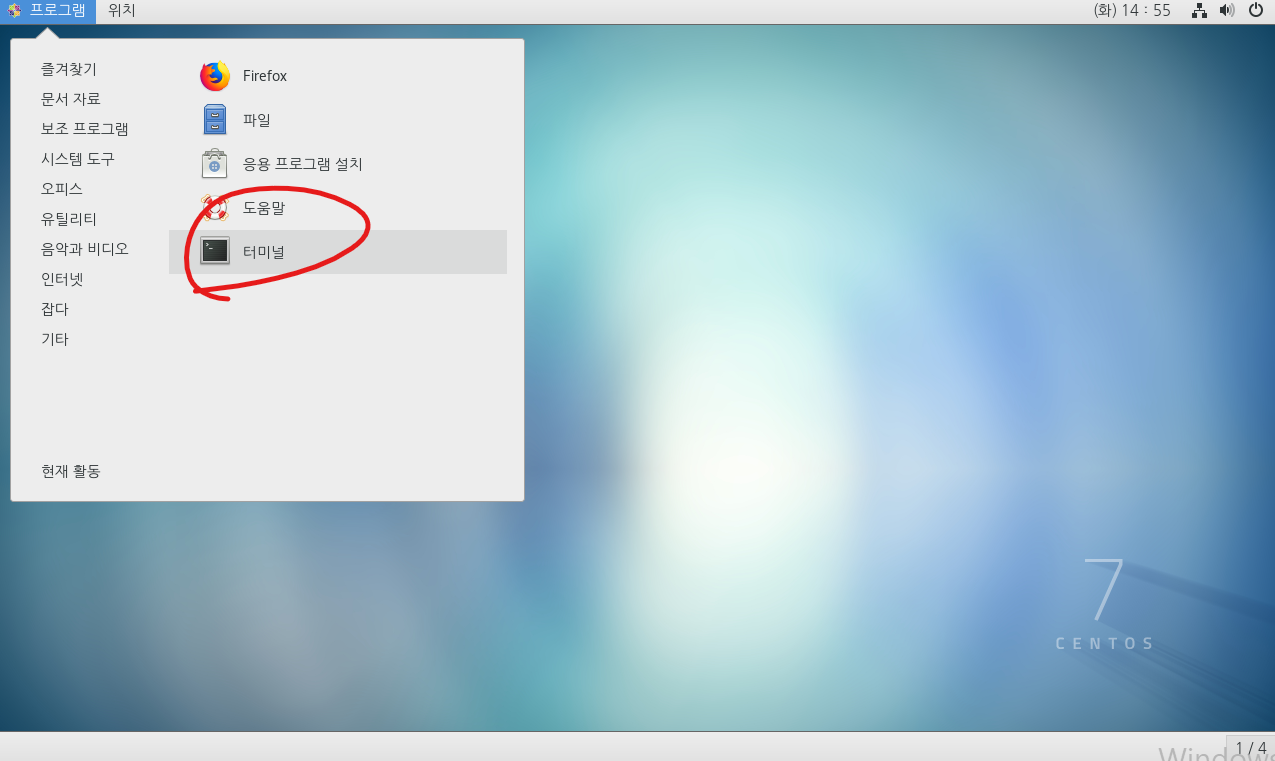 프로그램 위치 (화) 14 : 55
즐겨찾기
문서 자료
보조 프로그램
시스템 도구
오피스
유틸리티
음악과 비디오
인터넷
잡다
기타
현재 활동
Firefox
파일
응용 프로그램 설치
도움말
터미널
7
CENTOS
1 / 4
Windows